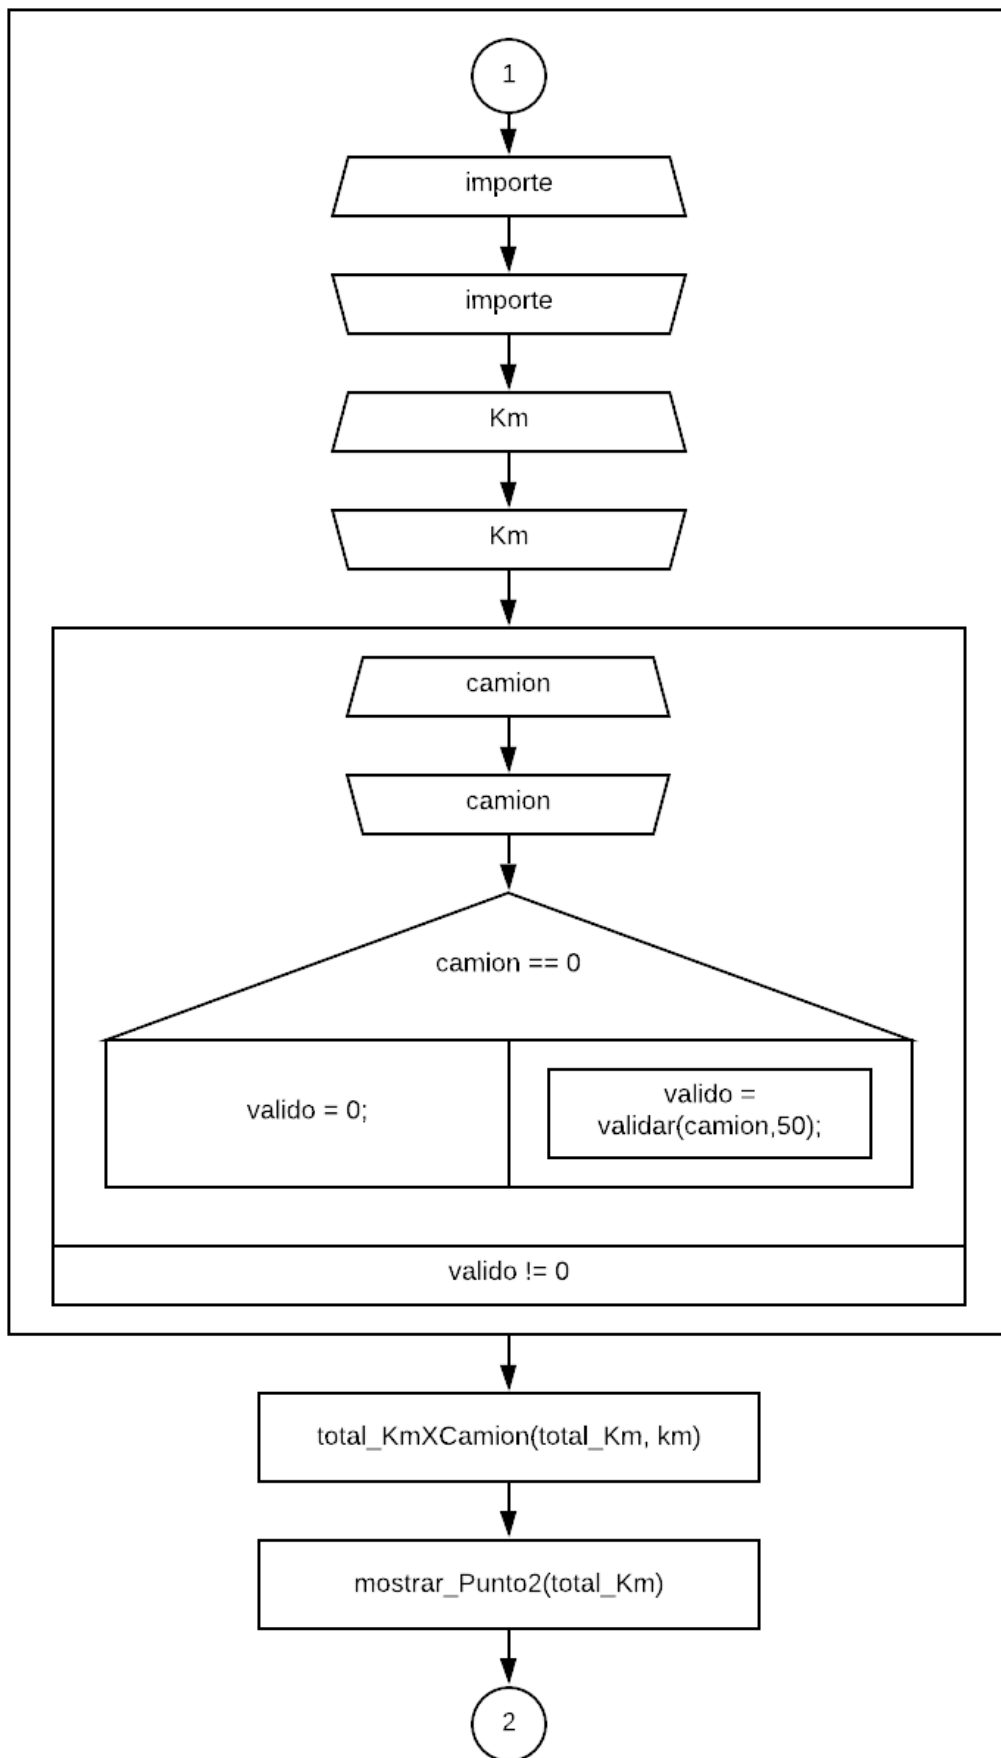 1
importe
importe
Km
Km
camion
camion
camion == 0
valido = 0;
valido =
validar(camion,50);
valido != 0
total_KmXCamion(total_Km, km)
mostrar_Punto2(total_Km)
2